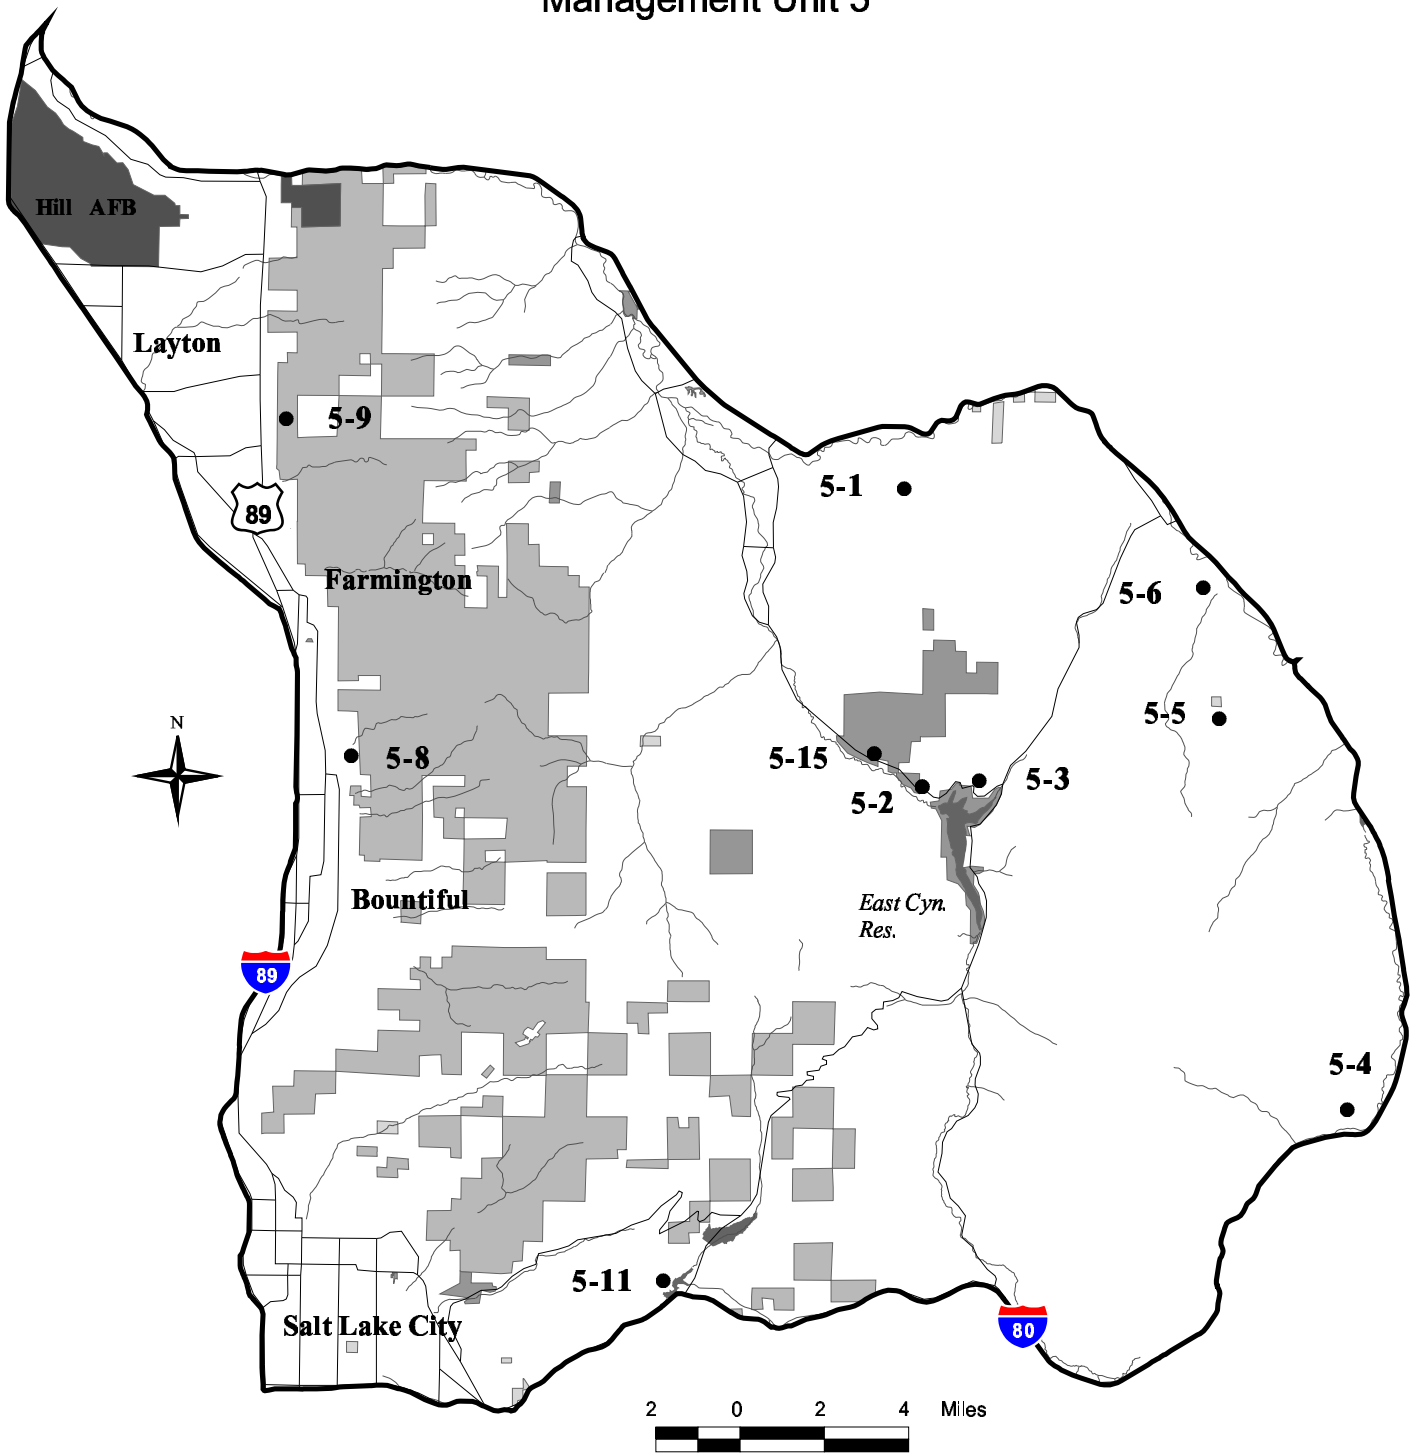 Management Unit 5
Hill AFB
Layton
5-9
5-1
89
Farmington
5-6
5-5
N
5-8
5-15
5-3
5-2
Bountiful
East Cyn.
Res.
89
5-4
5-11
Salt Lake City
80
2 0 2 4 Miles